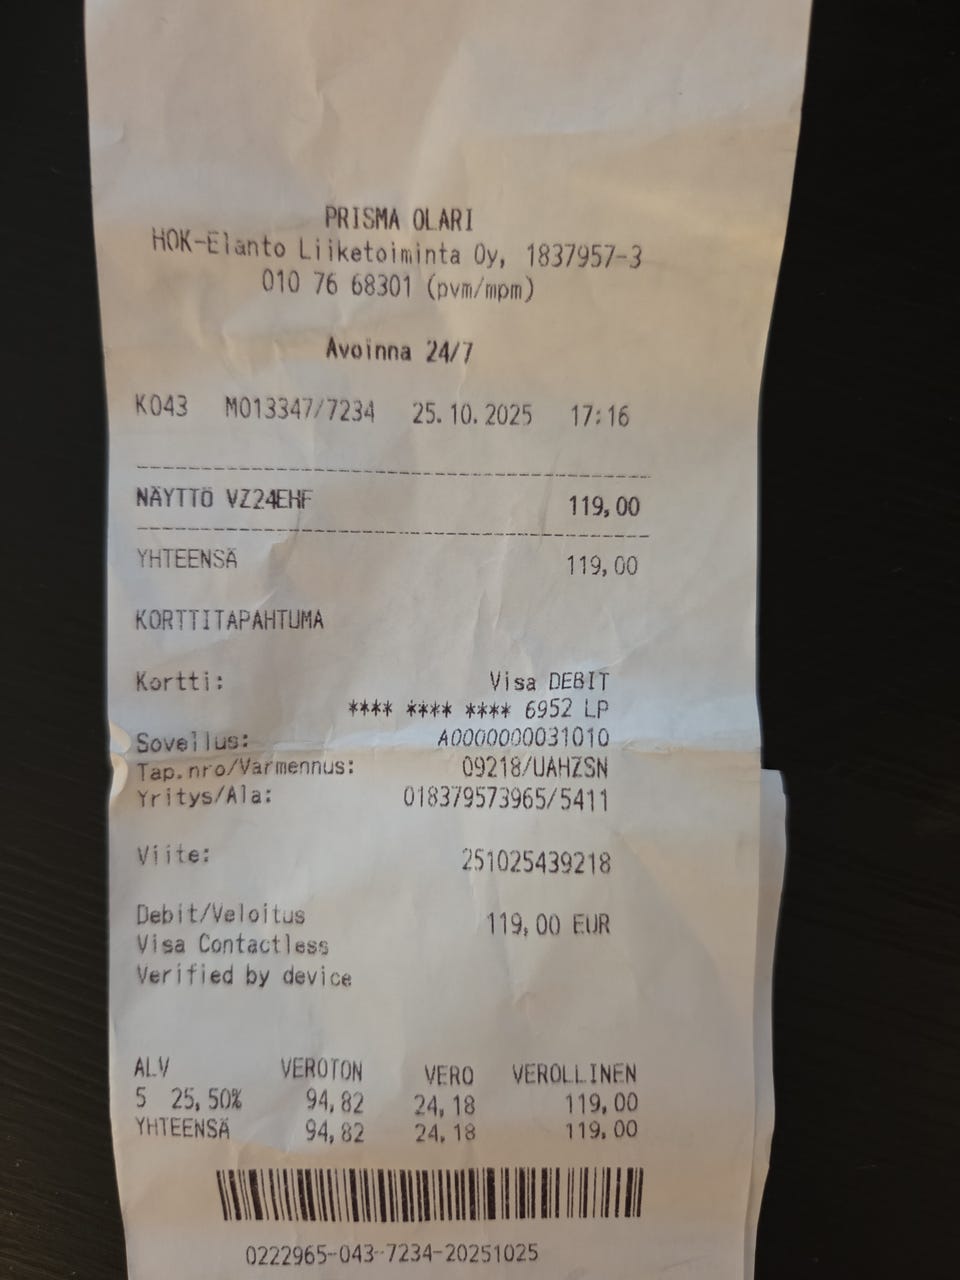 PRISMA OLARI
HOK-Elanto Liiketoiminta Oy, 1837957-3
010 76 68301 (pvm/mpm)
Avoinna 24/7
K043 M013347/7234 25.10.2025 17:16
NÄYTTÖ VZ24EHF 119,00
YHTEENSÄ 119,00
KORTTITAPAHTUMA
Kortti: Visa DEBIT
**** **** **** 6952 LP
Sovellus: A0000000031010
Tap.nro/Varmennus: 09218/UAHZSN
Yritys/Ala: 018379573965/5411
Viite: 251025439218
Debit/Veloitus 119,00 EUR
Visa Contactless
Verified by device
ALV VEROTON VERO VEROLLINEN
5 25,50% 94,82 24,18 119,00
YHTEENSÄ 94,82 24,18 119,00
0222965-043-7234-20251025